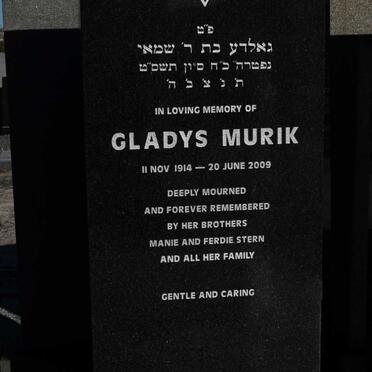 פ"ט
גאלדע בת ר' שמאי
נפטרה כ"ח סיון תשס"ט
ת נ צ ב ה
IN LOVING MEMORY OF
GLADYS MURIK
11 NOV 1914 — 20 JUNE 2009
DEEPLY MOURNED
AND FOREVER REMEMBERED
BY HER BROTHERS
MANIE AND FERDIE STERN
AND ALL HER FAMILY
GENTLE AND CARING